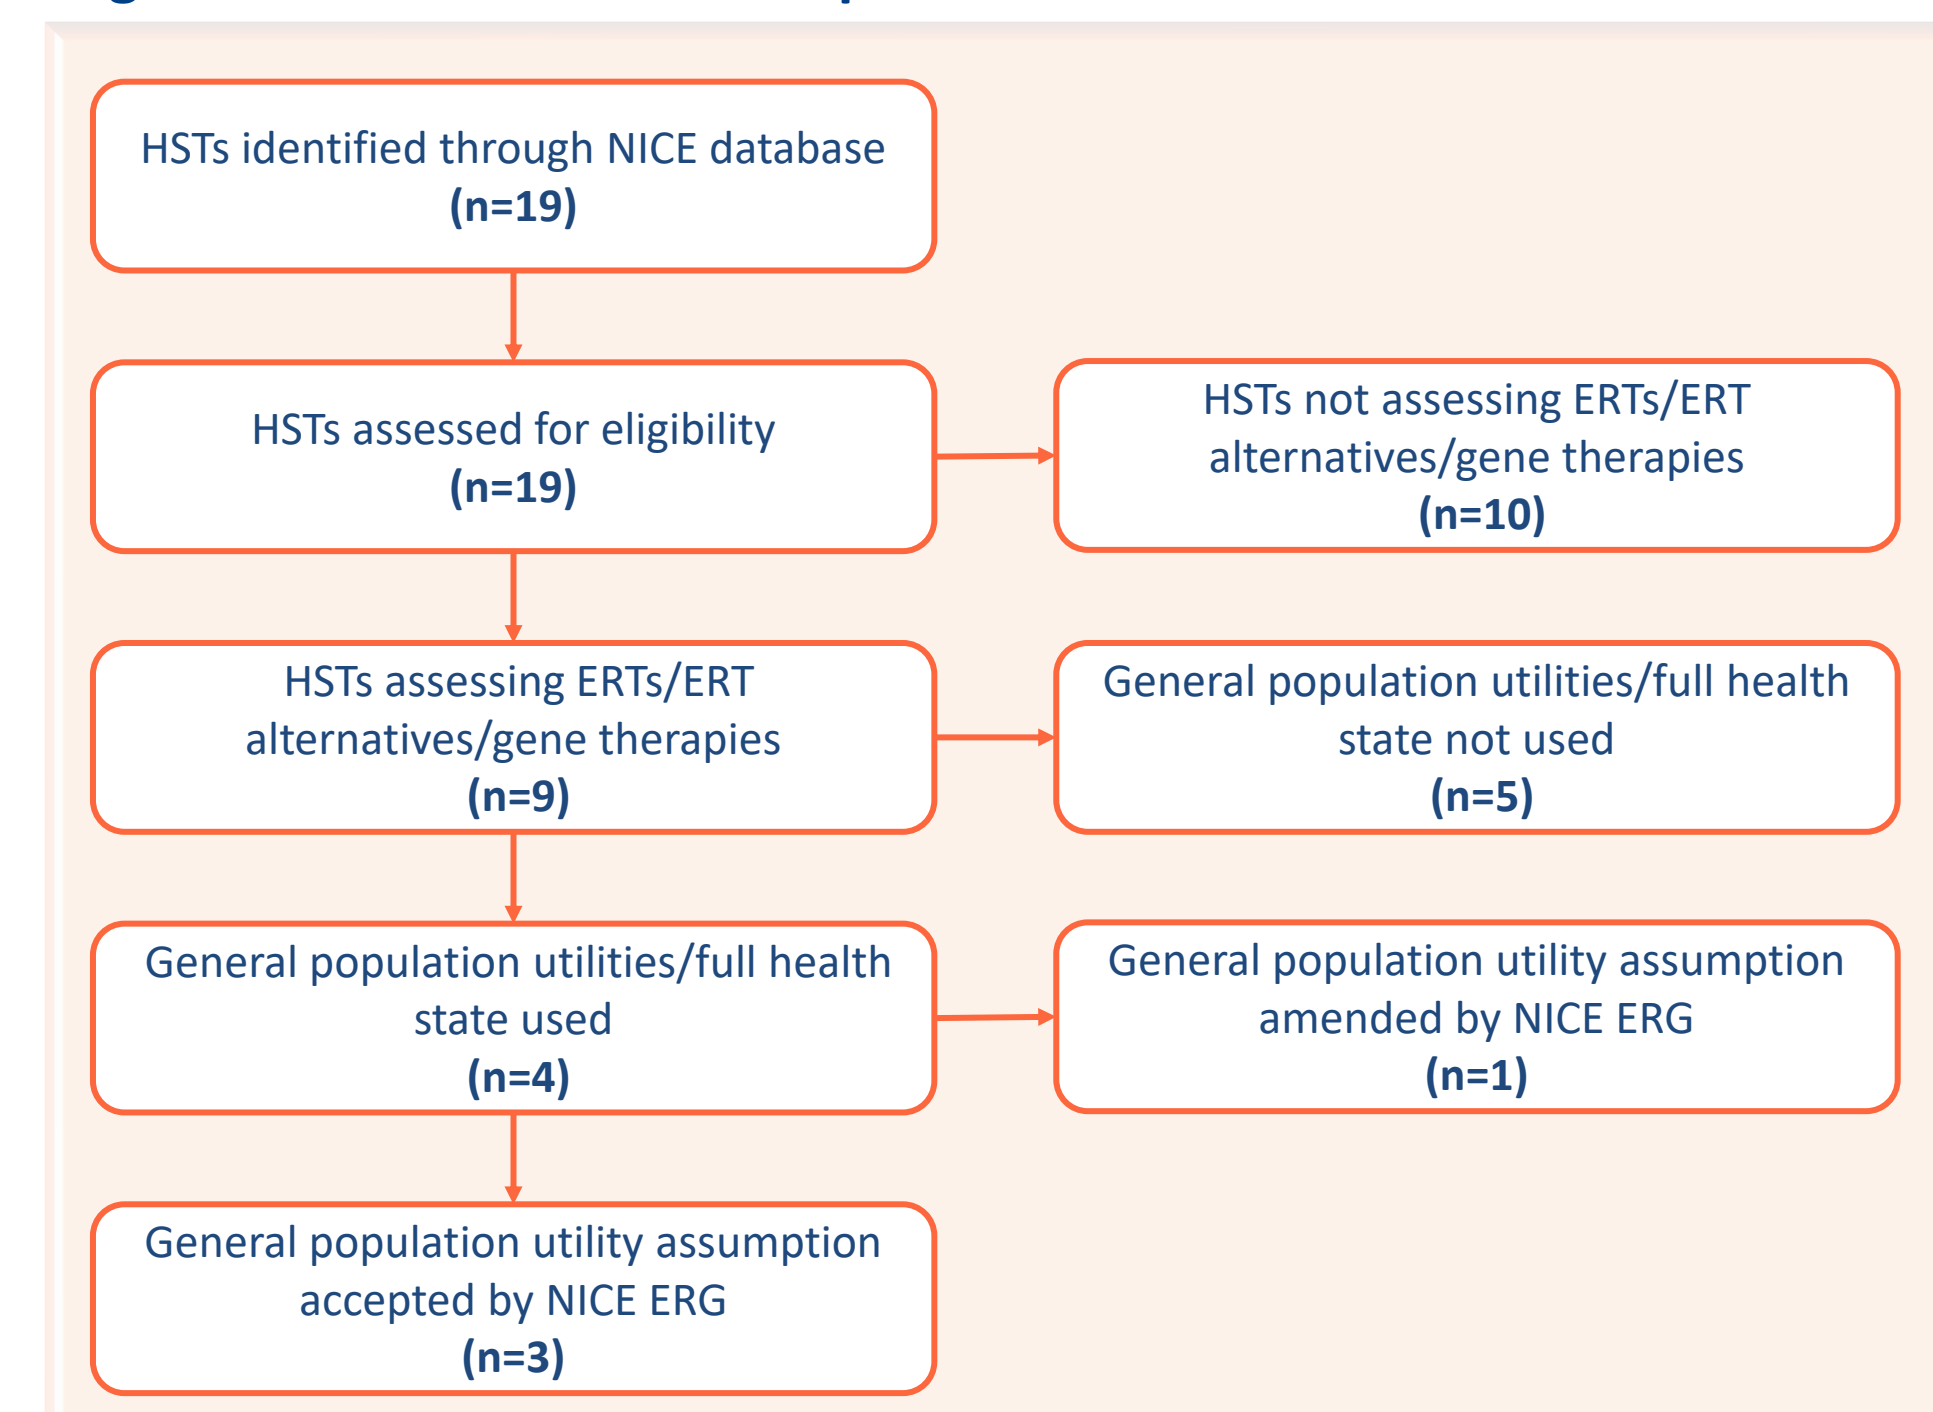 HSTs identified through NICE database
(n=19)
HSTs assessed for eligibility
(n=19)
HSTs not assessing ERTs/ERT
alternatives/gene therapies
(n=10)
HSTs assessing ERTs/ERT
alternatives/gene therapies
(n=9)
General population utilities/full health
state not used
(n=5)
General population utilities/full health
state used
(n=4)
General population utility assumption
amended by NICE ERG
(n=1)
General population utility assumption
accepted by NICE ERG
(n=3)